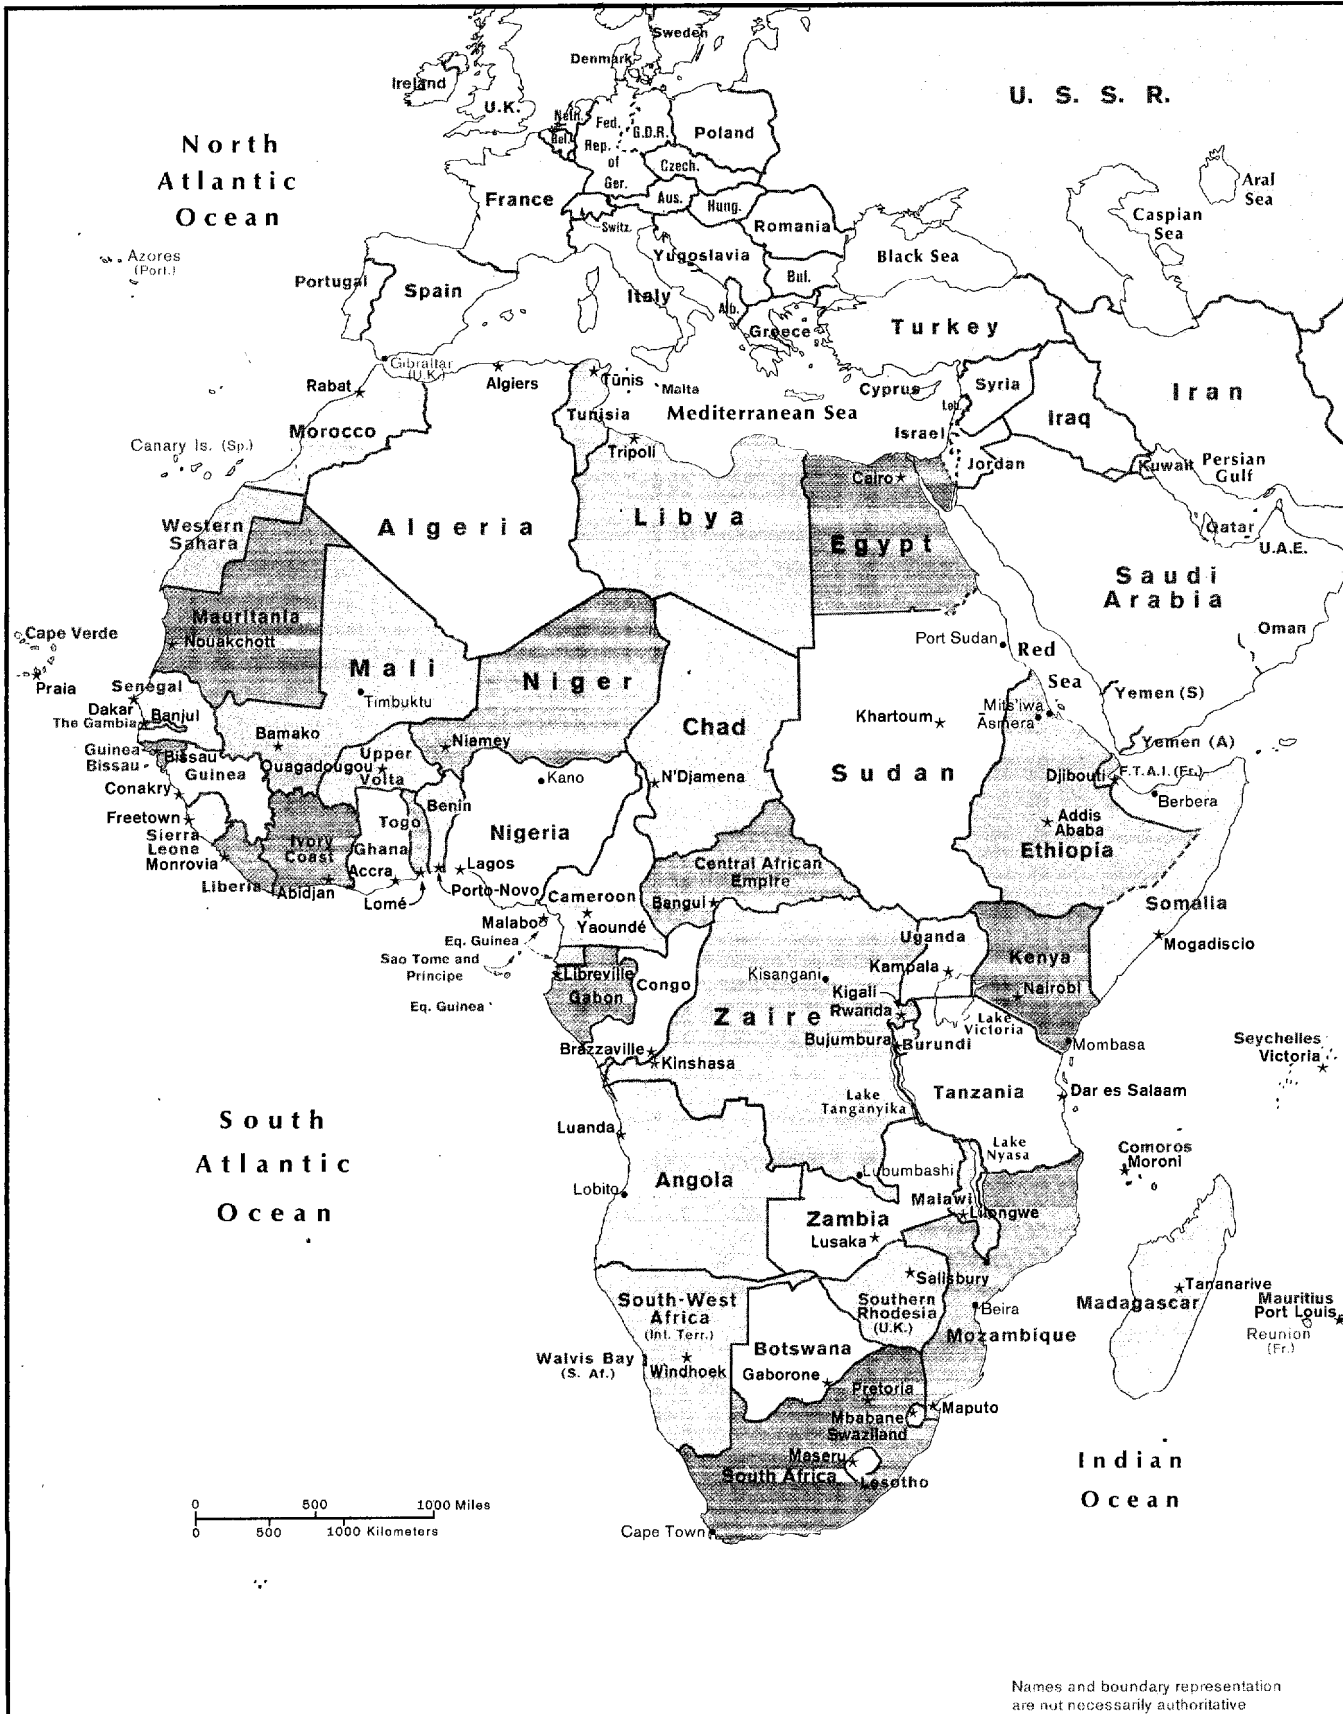 Sweden
Denmark
Ireland
U.K.
U. S. S. R.
Neth.
Bel.
Fed.
Rep.
of
Ger.
G.D.R.
Poland
Czech.
North
Atlantic
Ocean
France
Aus.
Hung.
Switz.
Romania
Aral
Sea
Caspian
Sea
Yugoslavia
Black Sea
Bul.
Azores
(Port.)
Portugal
Spain
Italy
Alb.
Greece
Turkey
Gibraltar
(U.K.)
Rabat
Algiers
Tunis
Malta
Cyprus
Syria
Leb.
Iran
Tunisia
Mediterranean Sea
Iraq
Morocco
Israel
Canary Is. (Sp.)
Tripoli
Jordan
Kuwait
Persian
Gulf
Cairo
Western
Sahara
Algeria
Libya
Egypt
Qatar
U.A.E.
Saudi
Arabia
Mauritania
Nouakchott
Cape Verde
Praia
Port Sudan
Red
Sea
Oman
Mali
Timbuktu
Niger
Senegal
Dakar
The Gambia
Banjul
Chad
Khartoum
Mits'iwa
Asmera
Yemen (S)
Yemen (A)
Guinea
Bissau
Bissau
Guinea
Bamako
Ouagadougou
Upper
Volta
Niamey
Kano
N'Djamena
Sudan
Djibouti
F.T.A.I. (Fr.)
Berbera
Conakry
Freetown
Sierra
Leone
Monrovia
Liberia
Ivory
Coast
Abidjan
Togo
Ghana
Accra
Lomé
Benin
Nigeria
Lagos
Porto-Novo
Addis
Ababa
Ethiopia
Central African
Empire
Bangui
Cameroon
Yaoundé
Malabo
Eq. Guinea
Sao Tome and
Principe
Eq. Guinea
Somalia
Mogadiscio
Uganda
Kampala
Kenya
Nairobi
Libreville
Gabon
Congo
Kisangani
Kigali
Rwanda
Zaire
Lake
Victoria
Bujumbura
Burundi
Brazzaville
Kinshasa
Mombasa
Seychelles
Victoria
Tanzania
Dar es Salaam
Lake
Tanganyika
South
Atlantic
Ocean
Luanda
Lake
Nyasa
Comoros
Moroni
Lobito
Angola
Lubumbashi
Malawi
Lilongwe
Zambia
Lusaka
Salisbury
Southern
Rhodesia
(U.K.)
Beira
Mozambique
Madagascar
Tananarive
Mauritius
Port Louis
Reunion
(Fr.)
South-West
Africa
(Int. Terr.)
Walvis Bay
(S. Af.)
Windhoek
Botswana
Gaborone
Pretoria
Mbabane
Swaziland
Maputo
Maseru
South Africa
Lesotho
Cape Town
Indian
Ocean
0 500 1000 Miles
0 500 1000 Kilometers
Names and boundary representation
are not necessarily authoritative